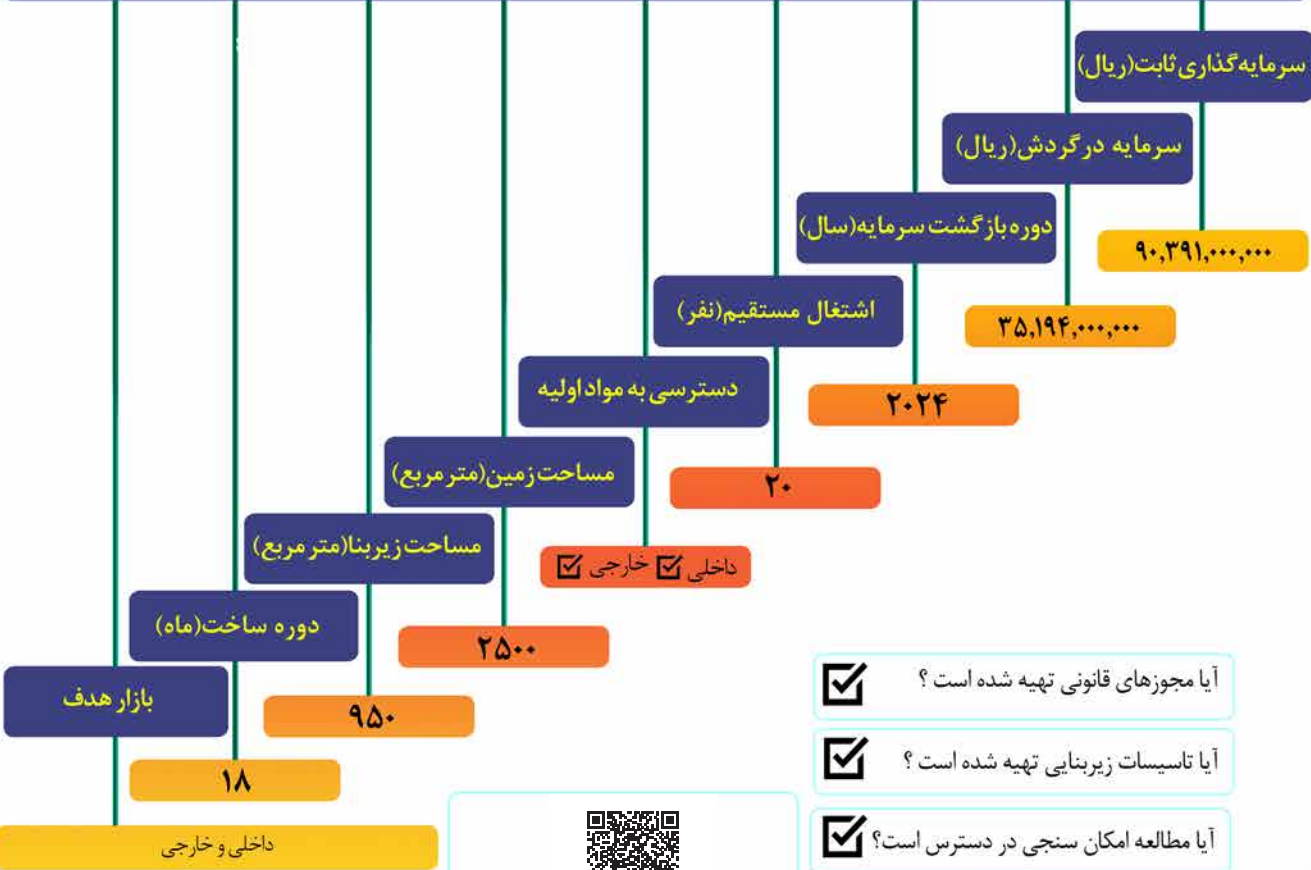 سرمایه‌گذاری ثابت(ریال)
۹۰,۳۹۱,۰۰۰,۰۰۰
سرمایه در گردش(ریال)
۳۵,۱۹۴,۰۰۰,۰۰۰
دوره بازگشت سرمایه(سال)
۲۰۲۴
اشتغال مستقیم(نفر)
۲۰
دسترسی به مواد اولیه
داخلی ☑ خارجی ☑
مساحت زمین(متر مربع)
۲۵۰۰
مساحت زیربنا(متر مربع)
۹۵۰
دوره ساخت(ماه)
۱۸
بازار هدف
داخلی و خارجی
آیا مجوزهای قانونی تهیه شده است ؟ ☑
آیا تاسیسات زیربنایی تهیه شده است ؟ ☑
آیا مطالعه امکان سنجی در دسترس است؟ ☑